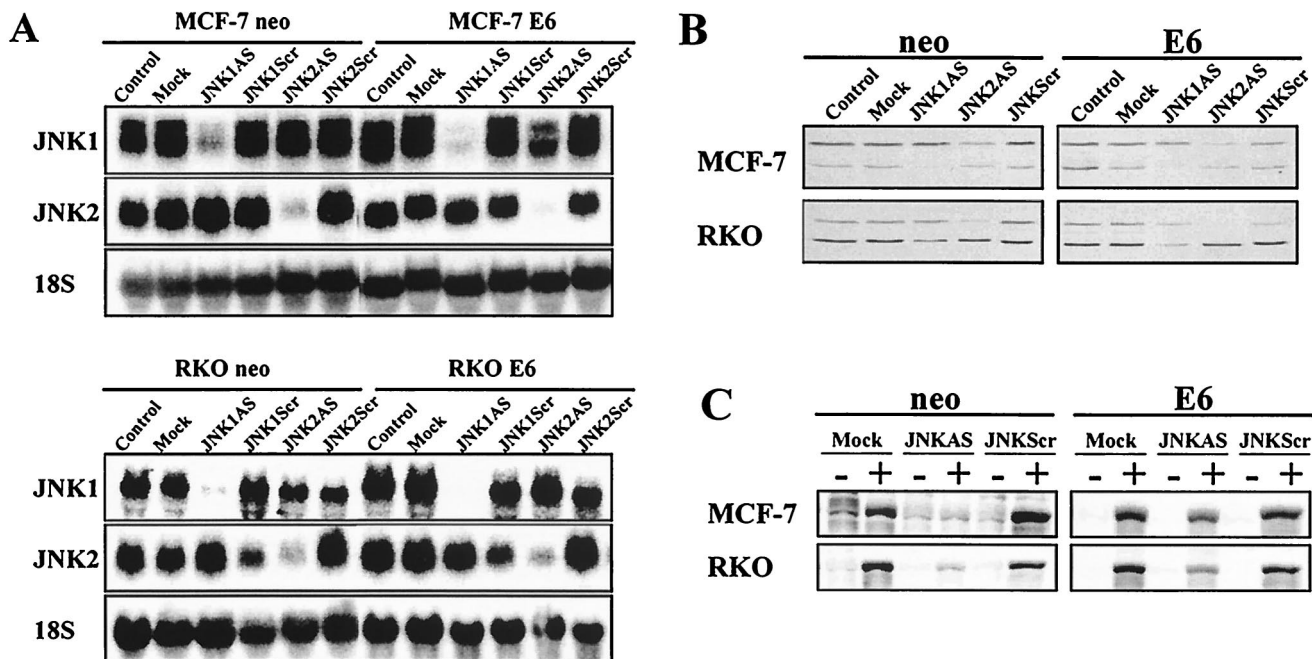 A
MCF-7 neo
MCF-7 E6
Control Mock JNK1AS JNK1Scr JNK2AS JNK2Scr Control Mock JNK1AS JNK1Scr JNK2AS JNK2Scr
JNK1
JNK2
18S
RKO neo
RKO E6
Control Mock JNK1AS JNK1Scr JNK2AS JNK2Scr Control Mock JNK1AS JNK1Scr JNK2AS JNK2Scr
JNK1
JNK2
18S
B
neo
E6
Control Mock JNK1AS JNK2AS JNKScr Control Mock JNK1AS JNK2AS JNKScr
MCF-7
RKO
C
neo
E6
Mock JNKAS JNKScr Mock JNKAS JNKScr
- + - + - + - + - + - +
MCF-7
RKO